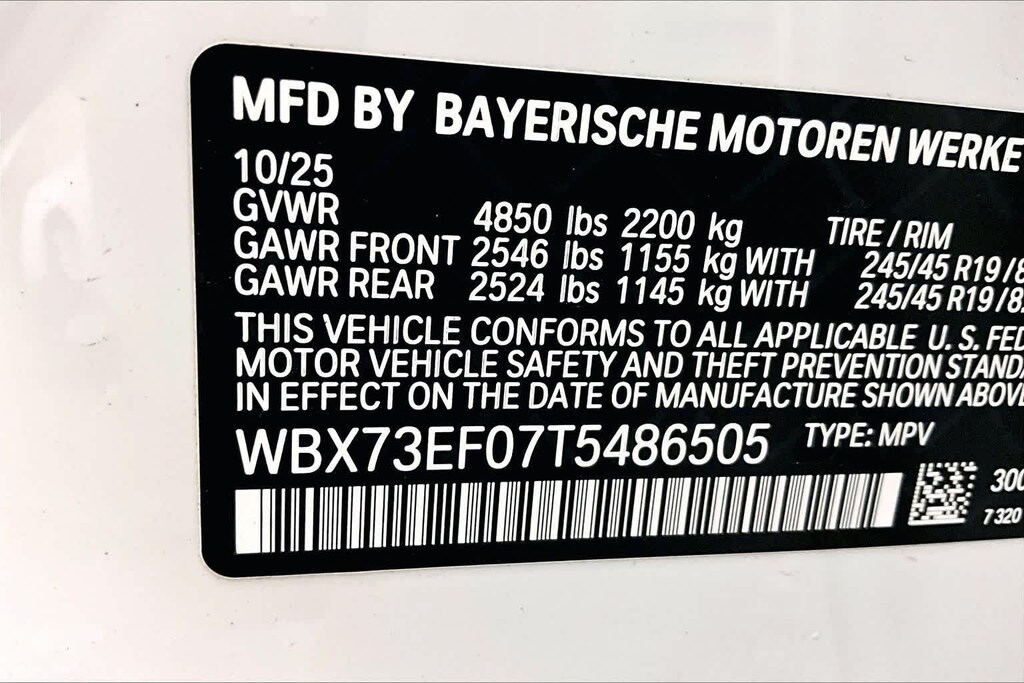 MFD BY BAYERISCHE MOTOREN WERKE
10/25
GVWR 4850 lbs 2200 kg TIRE / RIM
GAWR FRONT 2546 lbs 1155 kg WITH 245/45 R19 /8
GAWR REAR 2524 lbs 1145 kg WITH 245/45 R19 /8
THIS VEHICLE CONFORMS TO ALL APPLICABLE U. S. FED
MOTOR VEHICLE SAFETY AND THEFT PREVENTION STANDA
IN EFFECT ON THE DATE OF MANUFACTURE SHOWN ABOVE
WBX73EF07T5486505 TYPE: MPV
300
7 320